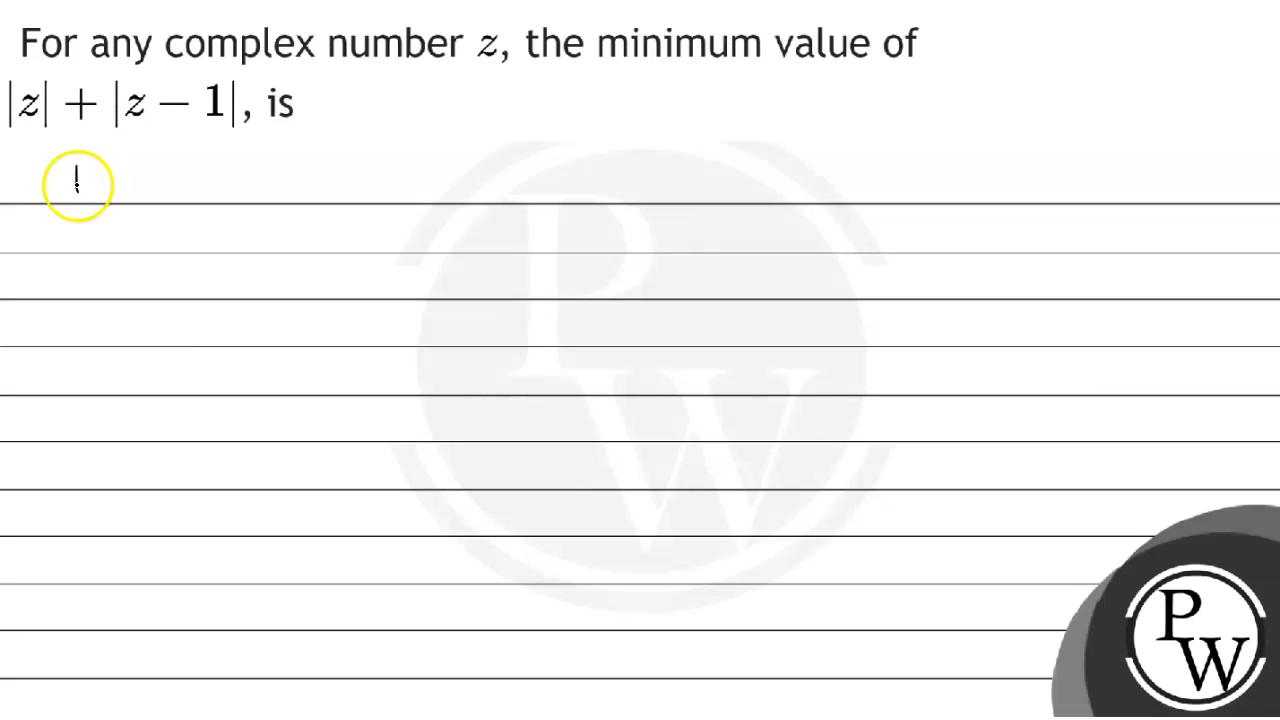 For any complex number z, the minimum value of
|z| + |z − 1|, is
P
W
P
W